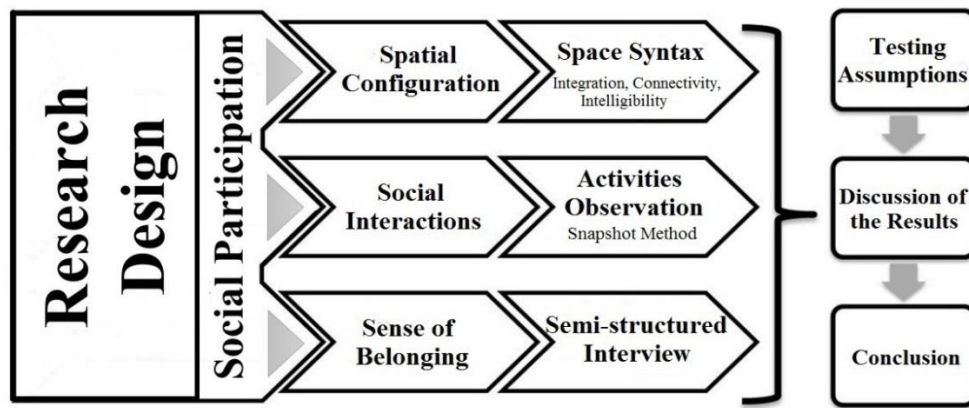 Research
Design
Social Participation
Spatial
Configuration
Space Syntax
Integration, Connectivity,
Intelligibility
Social
Interactions
Activities
Observation
Snapshot Method
Sense of
Belonging
Semi-structured
Interview
Testing
Assumptions
Discussion of
the Results
Conclusion